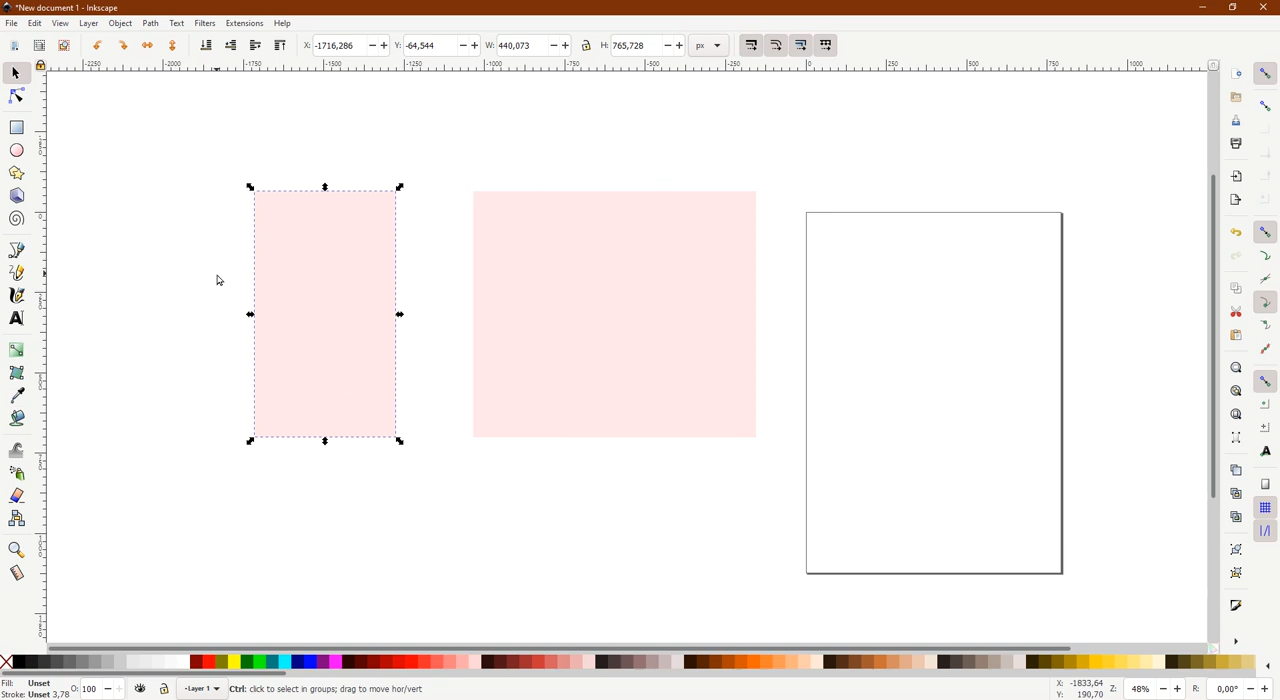 *New document 1 - Inkscape
File Edit View Layer Object Path Text Filters Extensions Help
X: -1716,286 Y: -64,544 W: 440,073 H: 765,728 px
-2250 -2000 -1750 -1500 -1250 -1000 -750 -500 -250 0 250 500 750 1000
Fill: Unset O: 100 Layer 1 Ctrl: click to select in groups; drag to move hor/vert X: -1833,64 Z: 48% R: 0,00°
Stroke: Unset 3,78 Y: 190,70